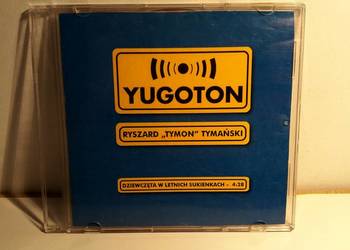 YUGOTON
RYSZARD „TYMON" TYMAŃSKI
DZIEWCZĘTA W LETNICH SUKIENKACH - 4:28